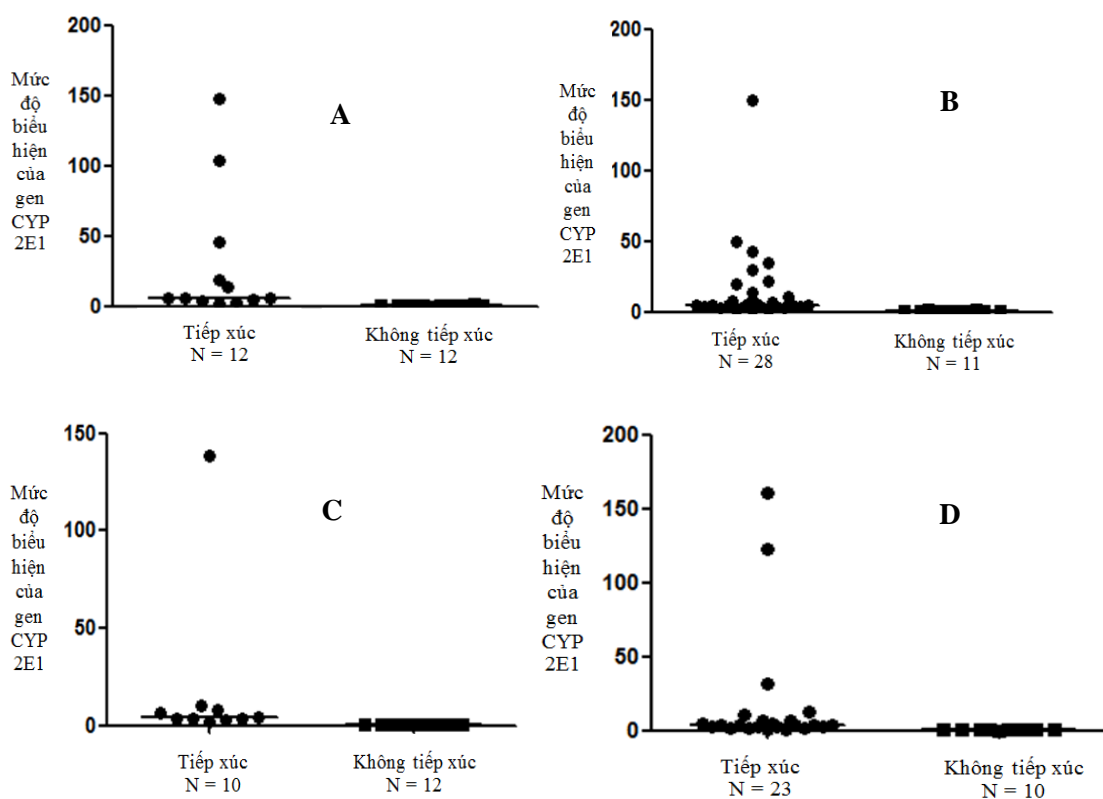 200
150
100
50
0
Mức
độ
biểu
hiện
của
gen
CYP
2E1
A
Tiếp xúc
N = 12
Không tiếp xúc
N = 12
200
150
100
50
0
Mức
độ
biểu
hiện
của
gen
CYP
2E1
B
Tiếp xúc
N = 28
Không tiếp xúc
N = 11
150
100
50
0
Mức
độ
biểu
hiện
của
gen
CYP
2E1
C
Tiếp xúc
N = 10
Không tiếp xúc
N = 12
200
150
100
50
0
Mức
độ
biểu
hiện
của
gen
CYP
2E1
D
Tiếp xúc
N = 23
Không tiếp xúc
N = 10